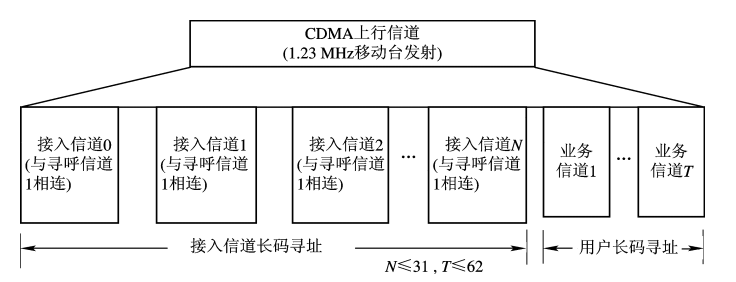 CDMA上行信道
(1.23 MHz移动台发射)
接入信道0
(与寻呼信道
1相连)
接入信道1
(与寻呼信道
1相连)
接入信道2
(与寻呼信道
1相连)
...
接入信道N
(与寻呼信道
1相连)
业务
信道1
...
业务
信道T
接入信道长码寻址
用户长码寻址
N≤31 , T≤62